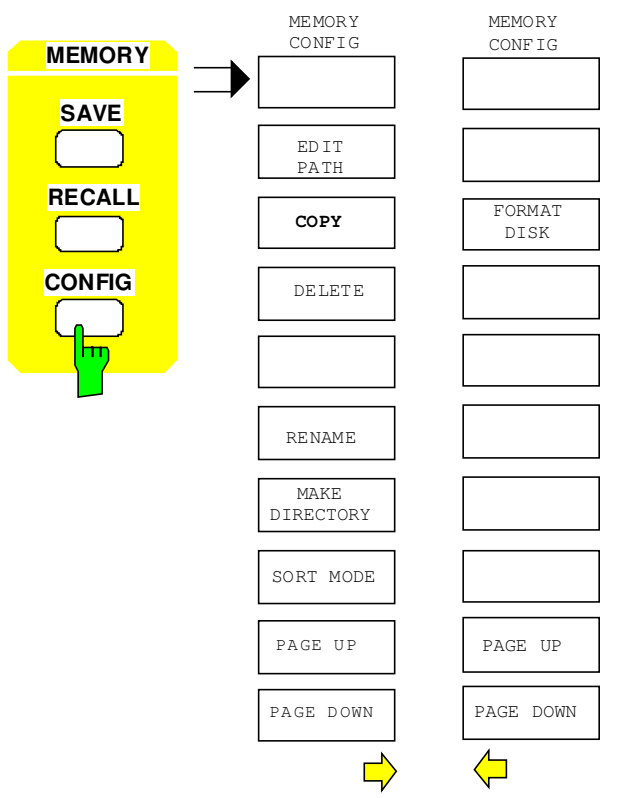 MEMORY
SAVE
RECALL
CONFIG
MEMORY
CONFIG
EDIT
PATH
COPY
DELETE
RENAME
MAKE
DIRECTORY
SORT MODE
PAGE UP
PAGE DOWN
MEMORY
CONFIG
FORMAT
DISK
PAGE UP
PAGE DOWN